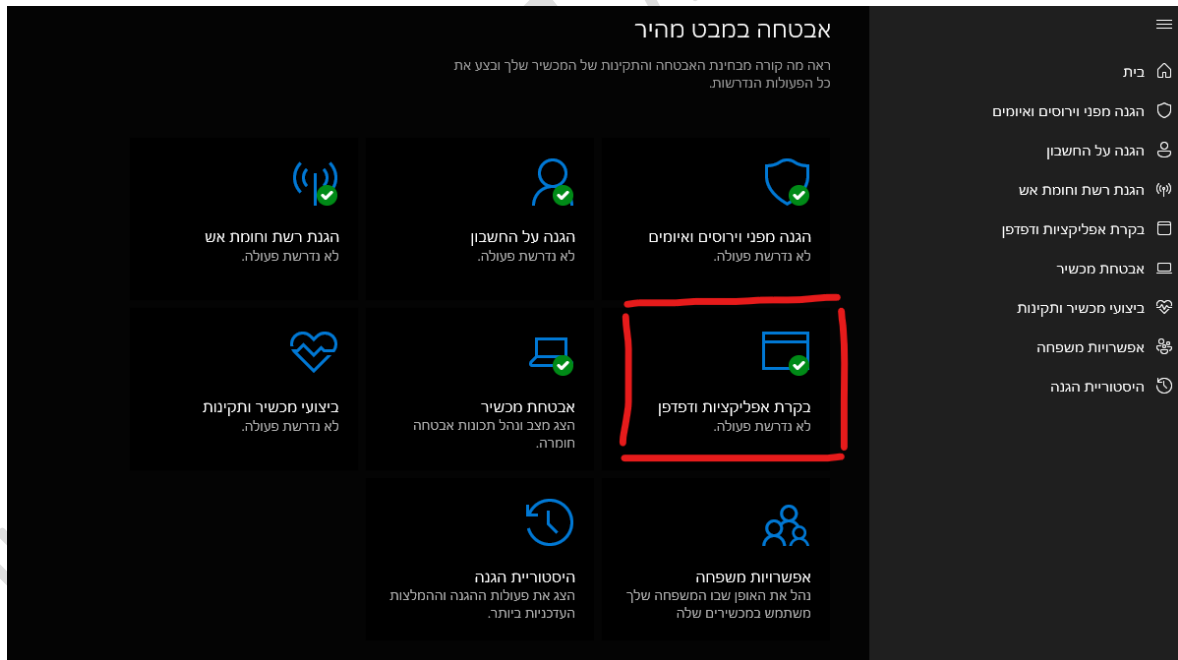 אבטחה במבט מהיר
ראה מה קורה מבחינת האבטחה והתקינות של המכשיר שלך ובצע את
כל הפעולות הנדרשות.
בית
הגנה מפני וירוסים ואיומים
הגנה על החשבון
הגנת רשת וחומת אש
בקרת אפליקציות ודפדפן
אבטחת מכשיר
ביצועי מכשיר ותקינות
אפשרויות משפחה
היסטוריית הגנה
הגנה מפני וירוסים ואיומים
לא נדרשת פעולה.
הגנה על החשבון
לא נדרשת פעולה.
הגנת רשת וחומת אש
לא נדרשת פעולה.
בקרת אפליקציות ודפדפן
לא נדרשת פעולה.
אבטחת מכשיר
הצג מצב ונהל תכונות אבטחה
חומרה.
ביצועי מכשיר ותקינות
לא נדרשת פעולה.
אפשרויות משפחה
נהל את האופן שבו המשפחה שלך
משתמש במכשירים שלה
היסטוריית הגנה
הצג את פעולות ההגנה וההמלצות
העדכניות ביותר.